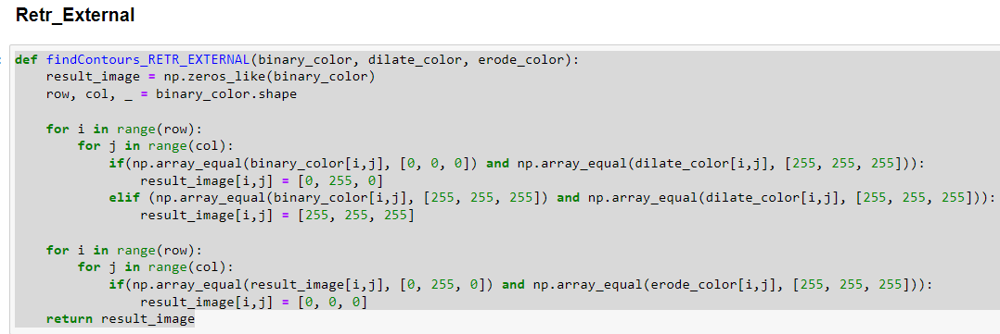 Retr_External
def findContours_RETR_EXTERNAL(binary_color, dilate_color, erode_color):
    result_image = np.zeros_like(binary_color)
    row, col, _ = binary_color.shape

    for i in range(row):
        for j in range(col):
            if(np.array_equal(binary_color[i,j], [0, 0, 0]) and np.array_equal(dilate_color[i,j], [255, 255, 255])):
                result_image[i,j] = [0, 255, 0]
            elif (np.array_equal(binary_color[i,j], [255, 255, 255]) and np.array_equal(dilate_color[i,j], [255, 255, 255])):
                result_image[i,j] = [255, 255, 255]

    for i in range(row):
        for j in range(col):
            if(np.array_equal(result_image[i,j], [0, 255, 0]) and np.array_equal(erode_color[i,j], [255, 255, 255])):
                result_image[i,j] = [0, 0, 0]
    return result_image